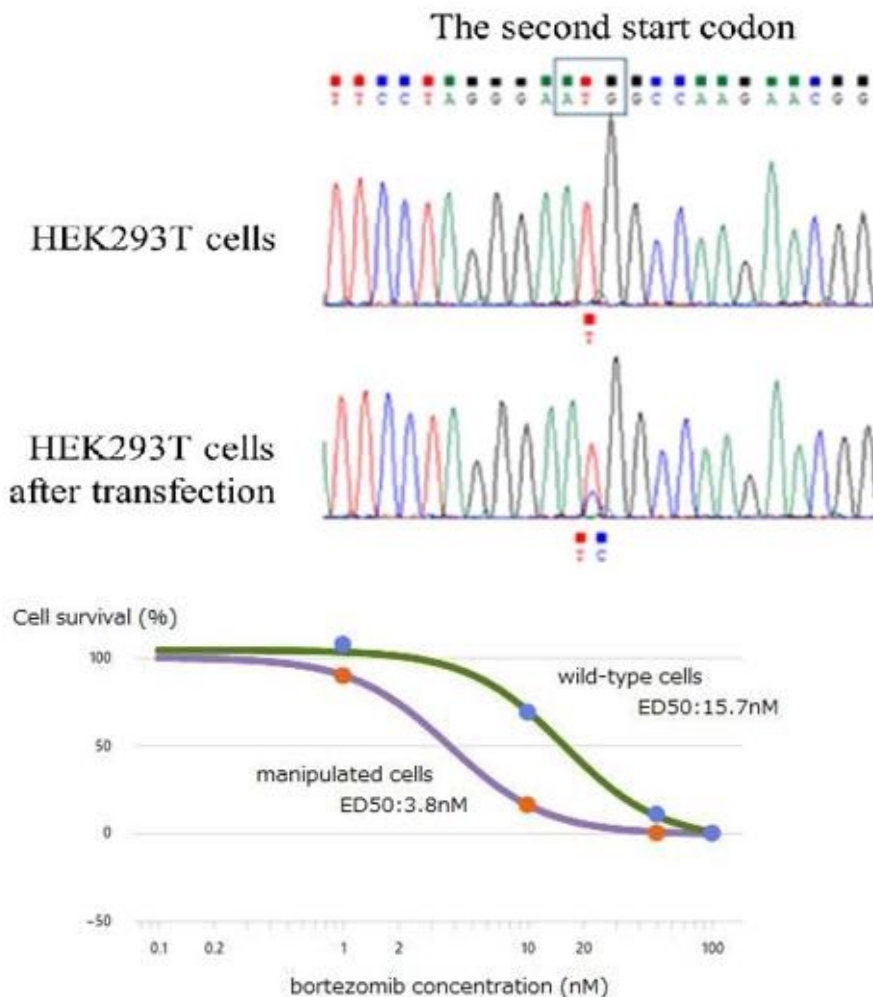 The second start codon
T T C C T A G G G A A T G G C C A A G A A C G G
HEK293T cells
T
HEK293T cells
after transfection
T C
Cell survival (%)
100
wild-type cells
ED50:15.7nM
50
manipulated cells
ED50:3.8nM
0
-50
0.1 0.2 1 2 10 20 100
bortezomib concentration (nM)